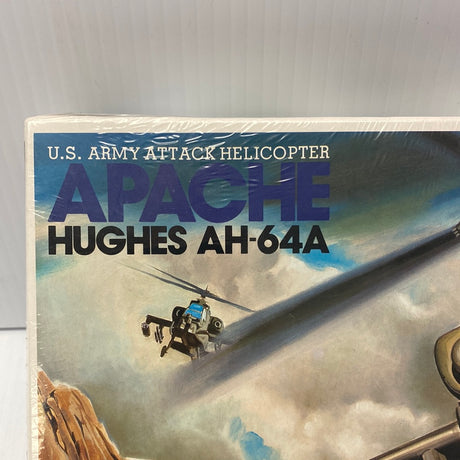 U.S. ARMY ATTACK HELICOPTER
APACHE
HUGHES AH-64A